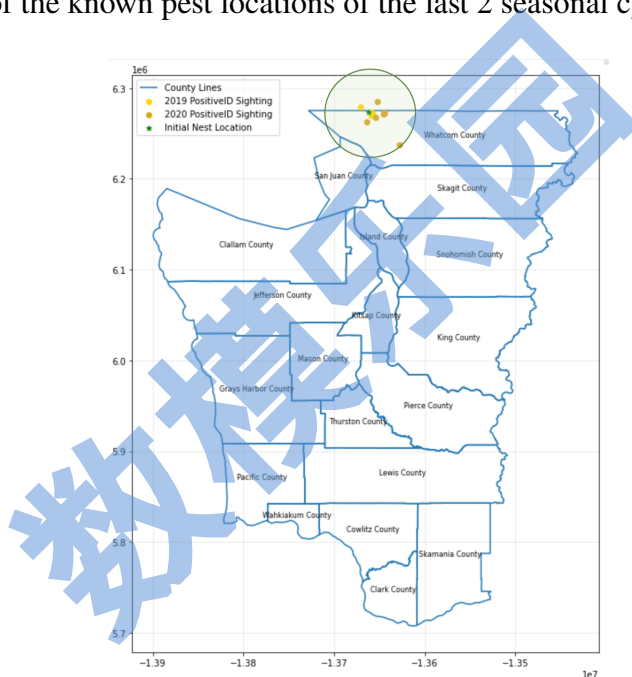 of the known pest locations of the last 2 seasonal cy
1e6
County Lines
2019 PositiveID Sighting
2020 PositiveID Sighting
Initial Nest Location
6.3
Whatcom County
San Juan County
6.2
Skagit County
Island County
Clallam County
Snohomish County
6.1
Jefferson County
Kitsap County
King County
6.0
Mason County
Grays Harbor County
Pierce County
Thurston County
5.9
Pacific County
Lewis County
Wahkiakum County
Cowlitz County
5.8
Skamania County
Clark County
5.7
−1.39
−1.38
−1.37
−1.36
−1.35
1e7
数模